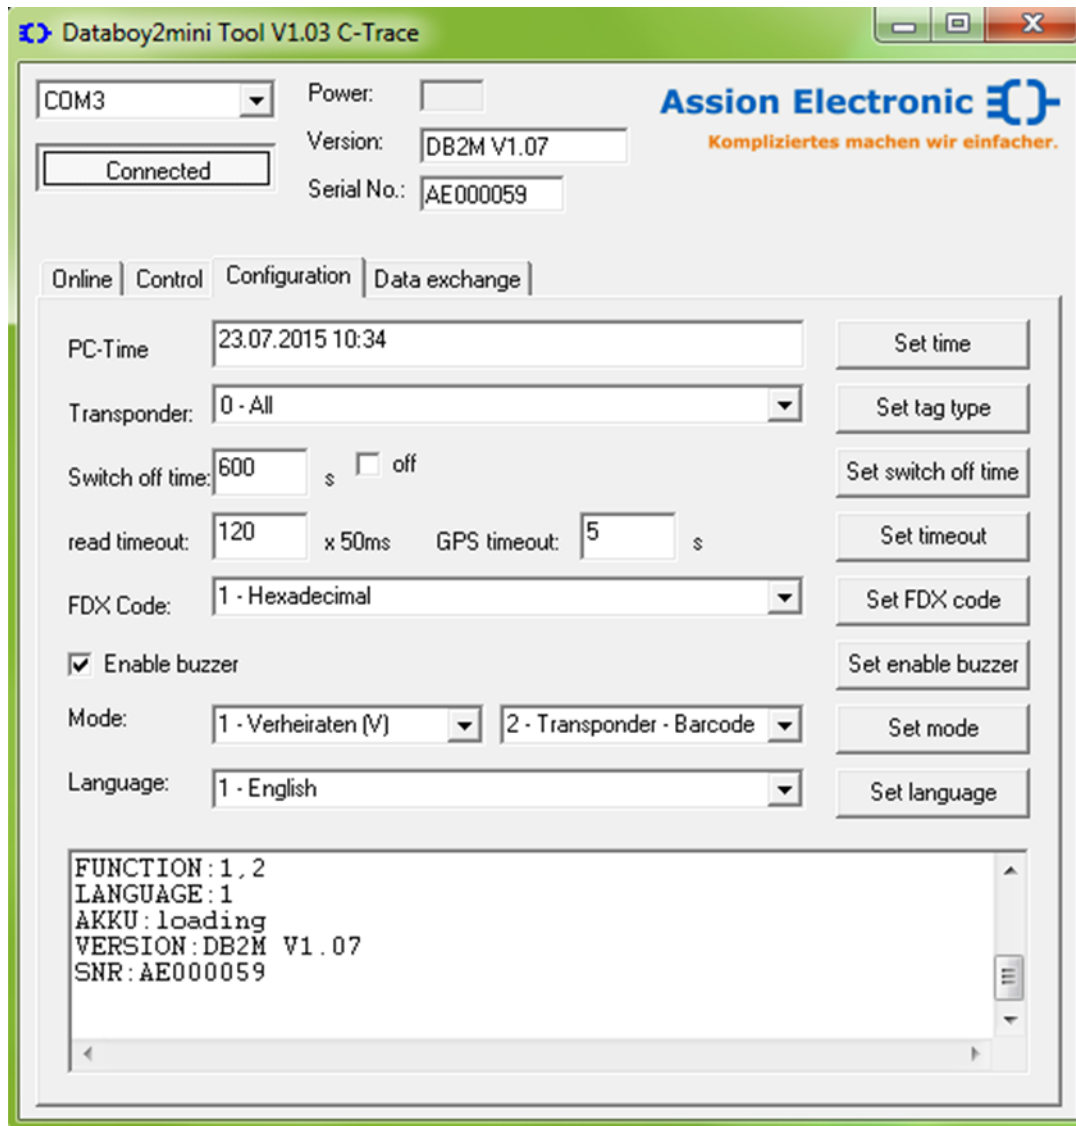 Databoy2mini Tool V1.03 C-Trace
COM3
Power:
Assion Electronic
Kompliziertes machen wir einfacher.
Version:
DB2M V1.07
Connected
Serial No.:
AE000059
Online
Control
Configuration
Data exchange
PC-Time
23.07.2015 10:34
Set time
Transponder:
0 - All
Set tag type
Switch off time:
600
s
off
Set switch off time
read timeout:
120
x 50ms
GPS timeout:
5
s
Set timeout
FDX Code:
1 - Hexadecimal
Set FDX code
Enable buzzer
Set enable buzzer
Mode:
1 - Verheiraten (V)
2 - Transponder - Barcode
Set mode
Language:
1 - English
Set language
FUNCTION:1,2
LANGUAGE:1
AKKU:loading
VERSION:DB2M V1.07
SNR:AE000059